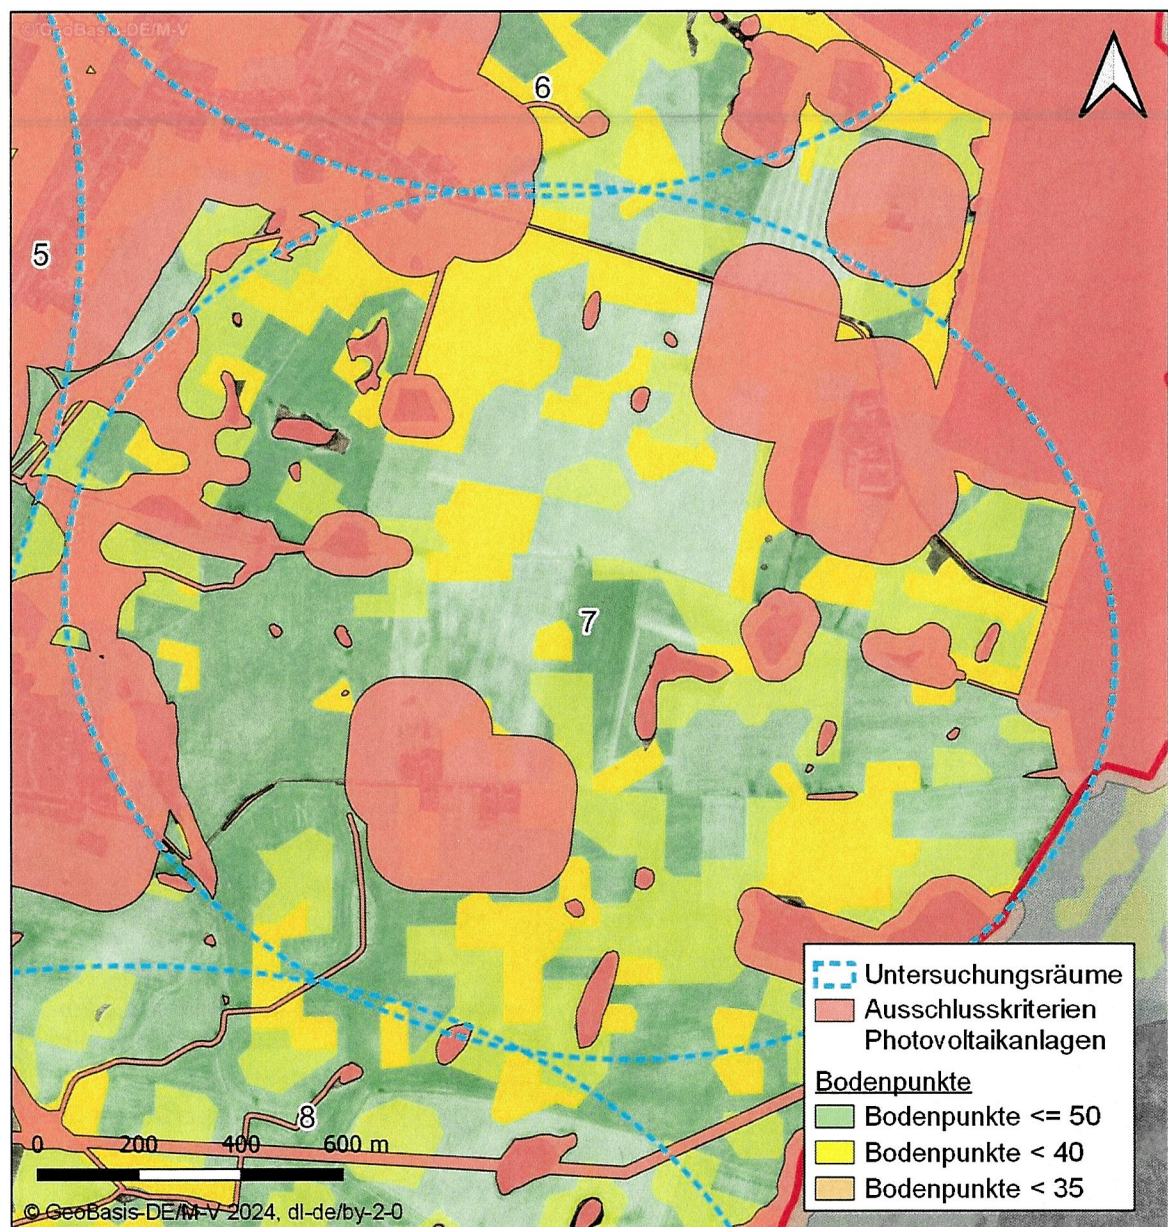 © GeoBasis-DE/M-V
6
5
7
8
Untersuchungsräume
Ausschlusskriterien
Photovoltaikanlagen
Bodenpunkte
Bodenpunkte <= 50
Bodenpunkte < 40
Bodenpunkte < 35
0 200 400 600 m
© GeoBasis-DE/M-V 2024, dl-de/by-2-0